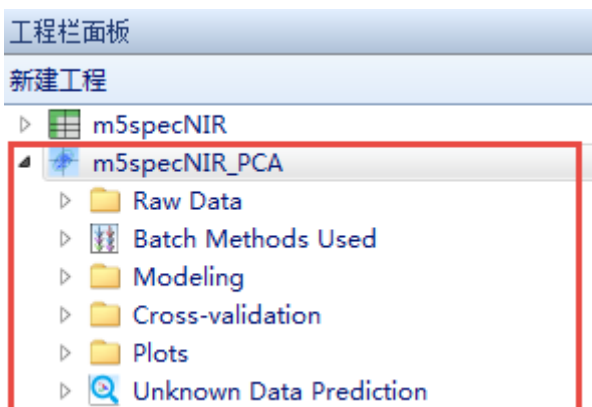 工程栏面板
新建工程
m5specNIR
m5specNIR_PCA
Raw Data
Batch Methods Used
Modeling
Cross-validation
Plots
Unknown Data Prediction